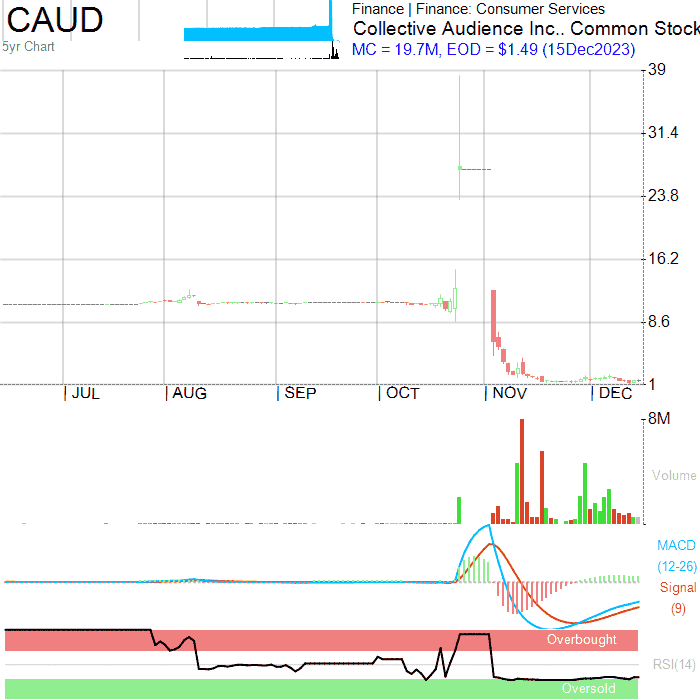 CAUD
5yr Chart
Finance | Finance: Consumer Services
Collective Audience Inc.. Common Stock
MC = 19.7M, EOD = $1.49 (15Dec2023)
39
31.4
23.8
16.2
8.6
1
| JUL | AUG | SEP | OCT | NOV | DEC
8M
Volume
MACD
(12-26)
Signal
(9)
Overbought
RSI(14)
Oversold